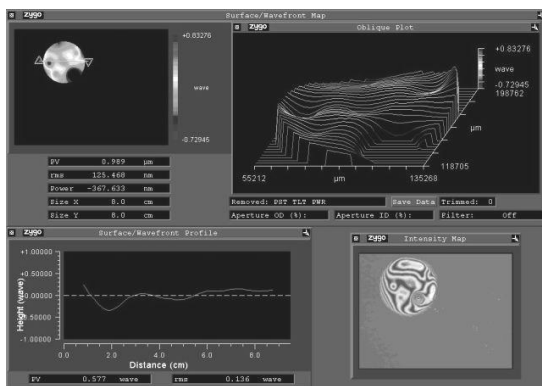 zygo Surface/Wavefront Map
+0.83276
wave
-0.72945
zygo Oblique Plot
+0.83276
wave
-0.72945
198762
µm
118705
55212 µm 135268
PV 0.989 µm
rms 125.460 nm
Power -367.633 nm
Size X 8.0 cm
Size Y 8.0 cm
Removed: PST TLT PWR Save Data Trimmed: 0
Aperture OD (%): Aperture ID (%): Filter: Off
zygo Surface/Wavefront Profile
Height (wave)
+1.00000
+0.50000
+0.00000
-0.50000
-1.00000
0.0 2.0 4.0 6.0 8.0
Distance (cm)
PV 0.577 wave rms 0.136 wave
zygo Intensity Map